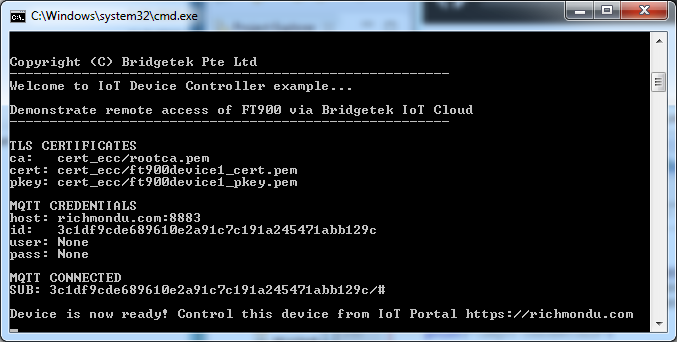 C:\Windows\system32\cmd.exe
Copyright (C) Bridgetek Pte Ltd
-------------------------------------------------------
Welcome to IoT Device Controller example...
Demonstrate remote access of FT900 via Bridgetek IoT Cloud
-------------------------------------------------------
TLS CERTIFICATES
ca:   cert_ecc/rootca.pem
cert: cert_ecc/ft900device1_cert.pem
pkey: cert_ecc/ft900device1_pkey.pem
MQTT CREDENTIALS
host: richmondu.com:8883
id:   3c1df9cde689610e2a91c7c191a245471abb129c
user: None
pass: None
MQTT CONNECTED
SUB: 3c1df9cde689610e2a91c7c191a245471abb129c/#
Device is now ready! Control this device from IoT Portal https://richmondu.com